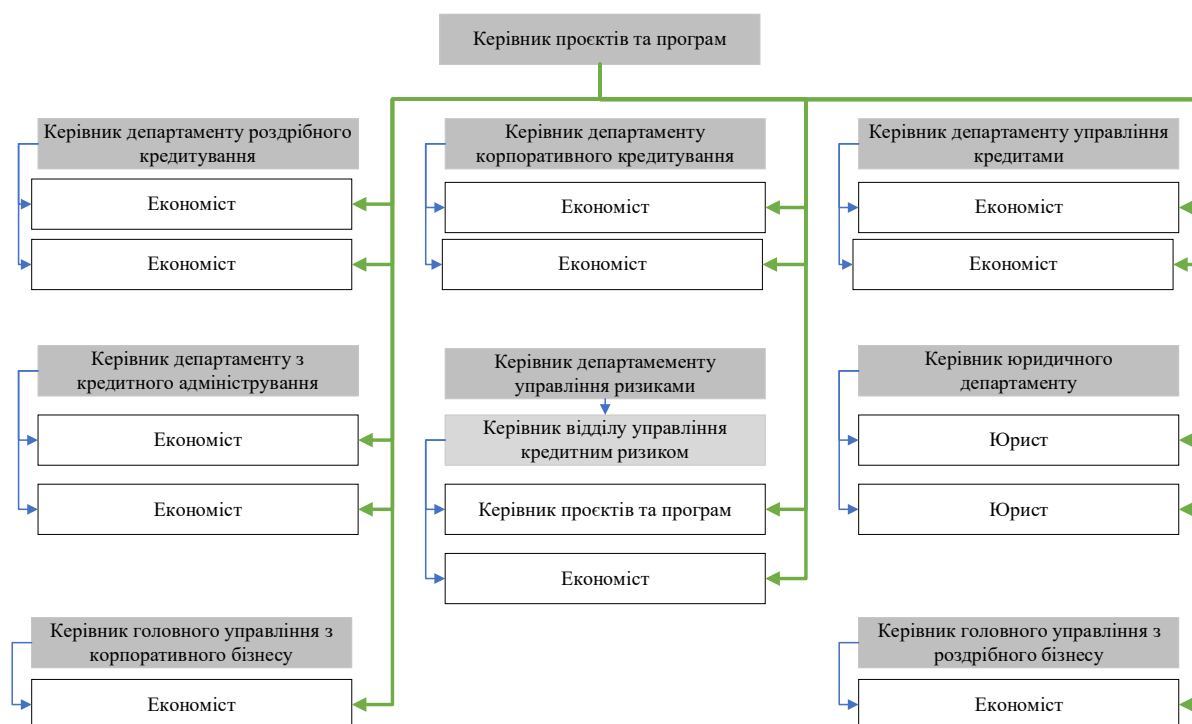 Керівник проєктів та програм
Керівник департаменту роздрібного
кредитування
Економіст
Економіст
Керівник департаменту
корпоративного кредитування
Економіст
Економіст
Керівник департаменту управління
кредитами
Економіст
Економіст
Керівник департаменту з
кредитного адміністрування
Економіст
Економіст
Керівник департамементу
управління ризиками
Керівник відділу управління
кредитним ризиком
Керівник проєктів та програм
Економіст
Керівник юридичного
департаменту
Юрист
Юрист
Керівник головного управління з
корпоративного бізнесу
Економіст
Керівник головного управління з
роздрібного бізнесу
Економіст